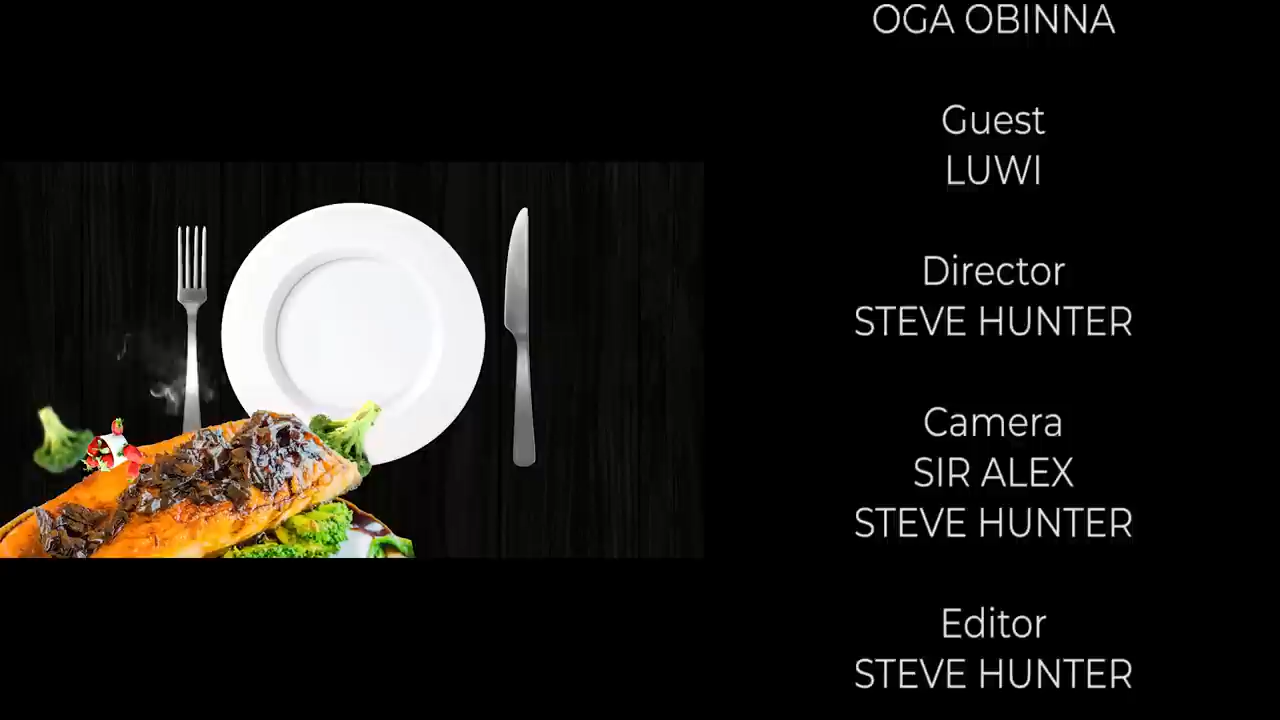 OGA OBINNA
Guest
LUWI
Director
STEVE HUNTER
Camera
SIR ALEX
STEVE HUNTER
Editor
STEVE HUNTER